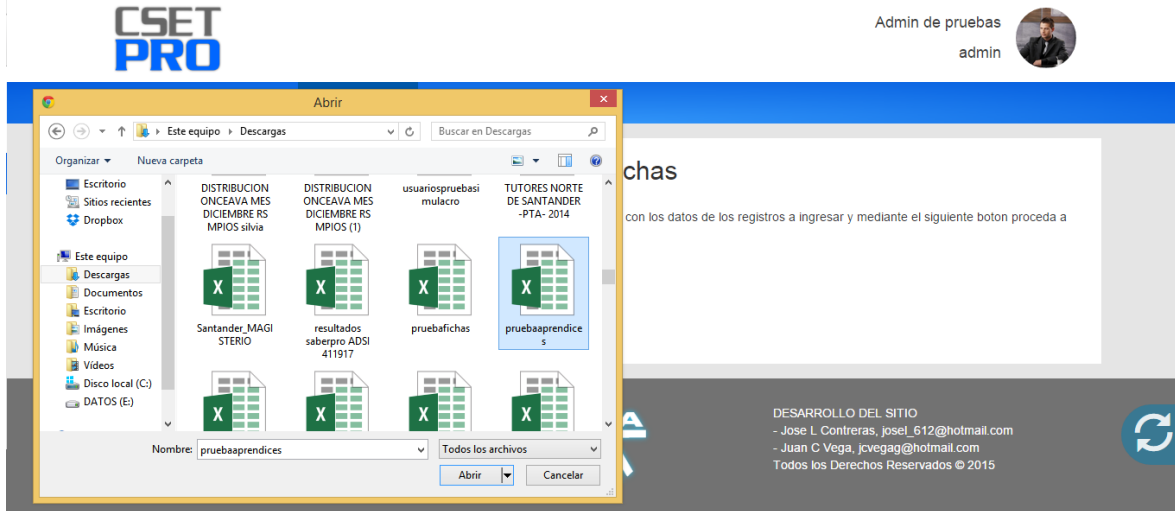 CSET
PRO
Admin de pruebas
admin
Abrir
Este equipo
Descargas
Buscar en Descargas
Organizar
Nueva carpeta
Escritorio
Sitios recientes
Dropbox
Este equipo
Descargas
Documentos
Escritorio
Imágenes
Música
Vídeos
Disco local (C:)
DATOS (E:)
DISTRIBUCION
ONCEAVA MES
DICIEMBRE RS
MPIOS silvia
DISTRIBUCION
ONCEAVA MES
DICIEMBRE RS
MPIOS (1)
usuariospruebasi
mulacro
TUTORES NORTE
DE SANTANDER
-PTA- 2014
Santander_MAGI
STERIO
resultados
saberpro ADSI
411917
pruebafichas
pruebaaprendice
s
Nombre: pruebaaprendices
Todos los archivos
Abrir
Cancelar
chas
con los datos de los registros a ingresar y mediante el siguiente boton proceda a
DESARROLLO DEL SITIO
- Jose L Contreras, josel_612@hotmail.com
- Juan C Vega, jcvegag@hotmail.com
Todos los Derechos Reservados © 2015